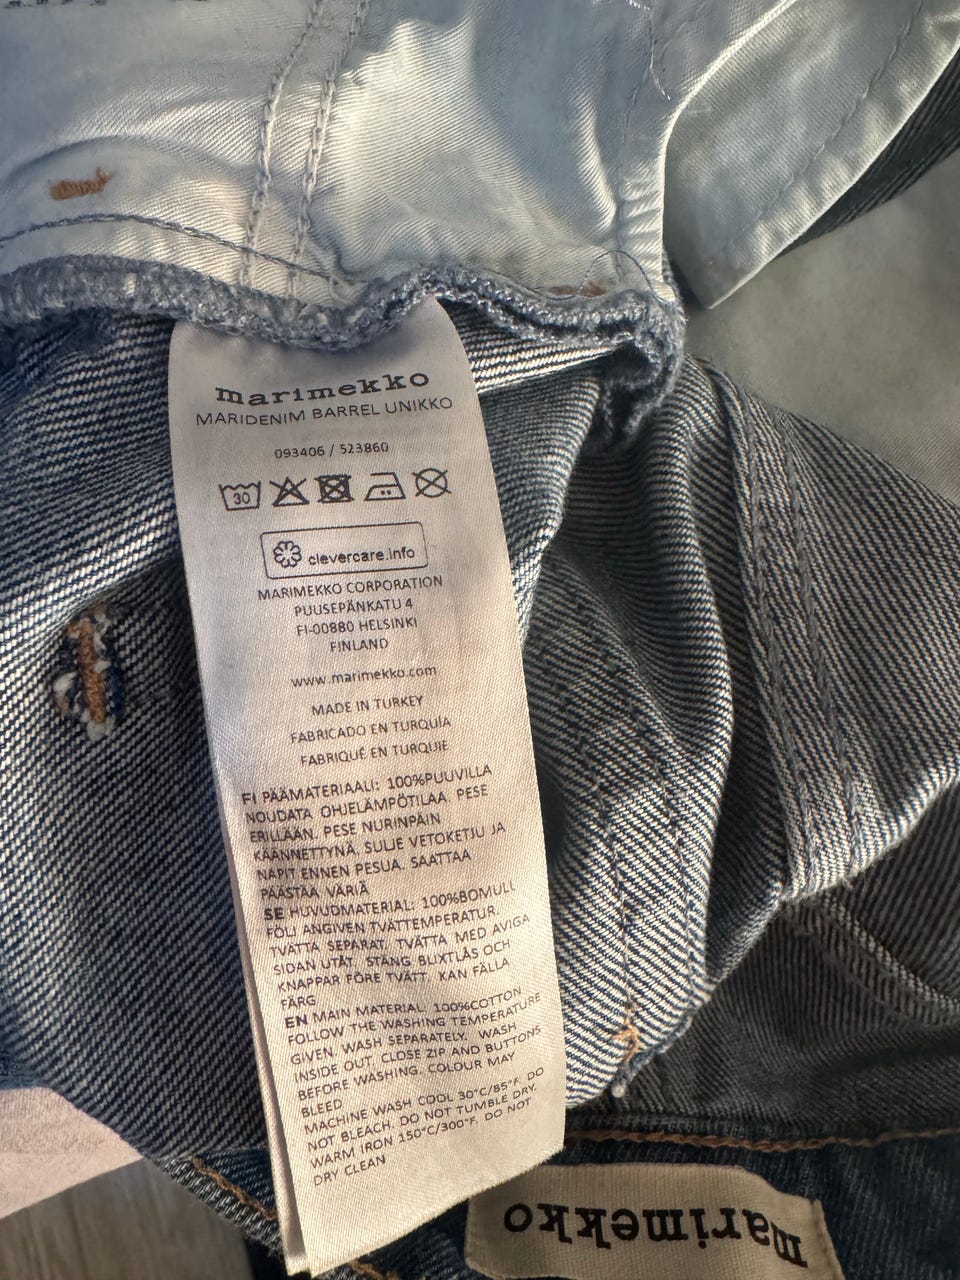 marimekko
MARIDENIM BARREL UNIKKO
093406 / 523860
30
clevercare.info
MARIMEKKO CORPORATION
PUUSEPÄNKATU 4
FI-00880 HELSINKI
FINLAND
www.marimekko.com
MADE IN TURKEY
FABRICADO EN TURQUÍA
FABRIQUÉ EN TURQUIE
FI PÄÄMATERIAALI: 100%PUUVILLA
NOUDATA OHJELÄMPÖTILAA. PESE
ERILLÄÄN. PESE NURINPÄIN
KÄÄNNETTYNÄ. SULJE VETOKETJU JA
NAPIT ENNEN PESUA. SAATTAA
PÄÄSTÄÄ VÄRIÄ
SE HUVUDMATERIAL: 100%BOMULL
FÖLJ ANGIVEN TVÄTTEMPERATUR.
TVÄTTA SEPARAT. TVÄTTA MED AVIGA
SIDAN UTÅT. STÄNG BLIXTLÅS OCH
KNAPPAR FÖRE TVÄTT. KAN FÄLLA
FÄRG
EN MAIN MATERIAL: 100%COTTON
FOLLOW THE WASHING TEMPERATURE
GIVEN. WASH SEPARATELY. WASH
INSIDE OUT. CLOSE ZIP AND BUTTONS
BEFORE WASHING. COLOUR MAY
BLEED
MACHINE WASH COOL 30°C/85°F. DO
NOT BLEACH. DO NOT TUMBLE DRY.
WARM IRON 150°C/300°F. DO NOT
DRY CLEAN
marimekko